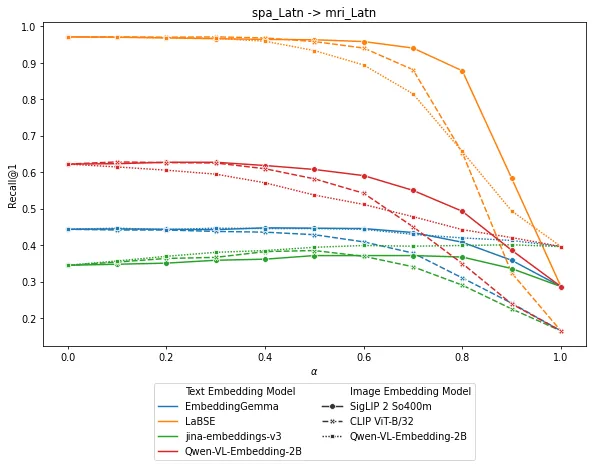 spa_Latn -> mri_Latn
Recall@1
1.0
0.9
0.8
0.7
0.6
0.5
0.4
0.3
0.2
0.0 0.2 0.4 0.6 0.8 1.0
α
Text Embedding Model
EmbeddingGemma
LaBSE
jina-embeddings-v3
Qwen-VL-Embedding-2B
Image Embedding Model
SigLIP 2 So400m
CLIP ViT-B/32
Qwen-VL-Embedding-2B